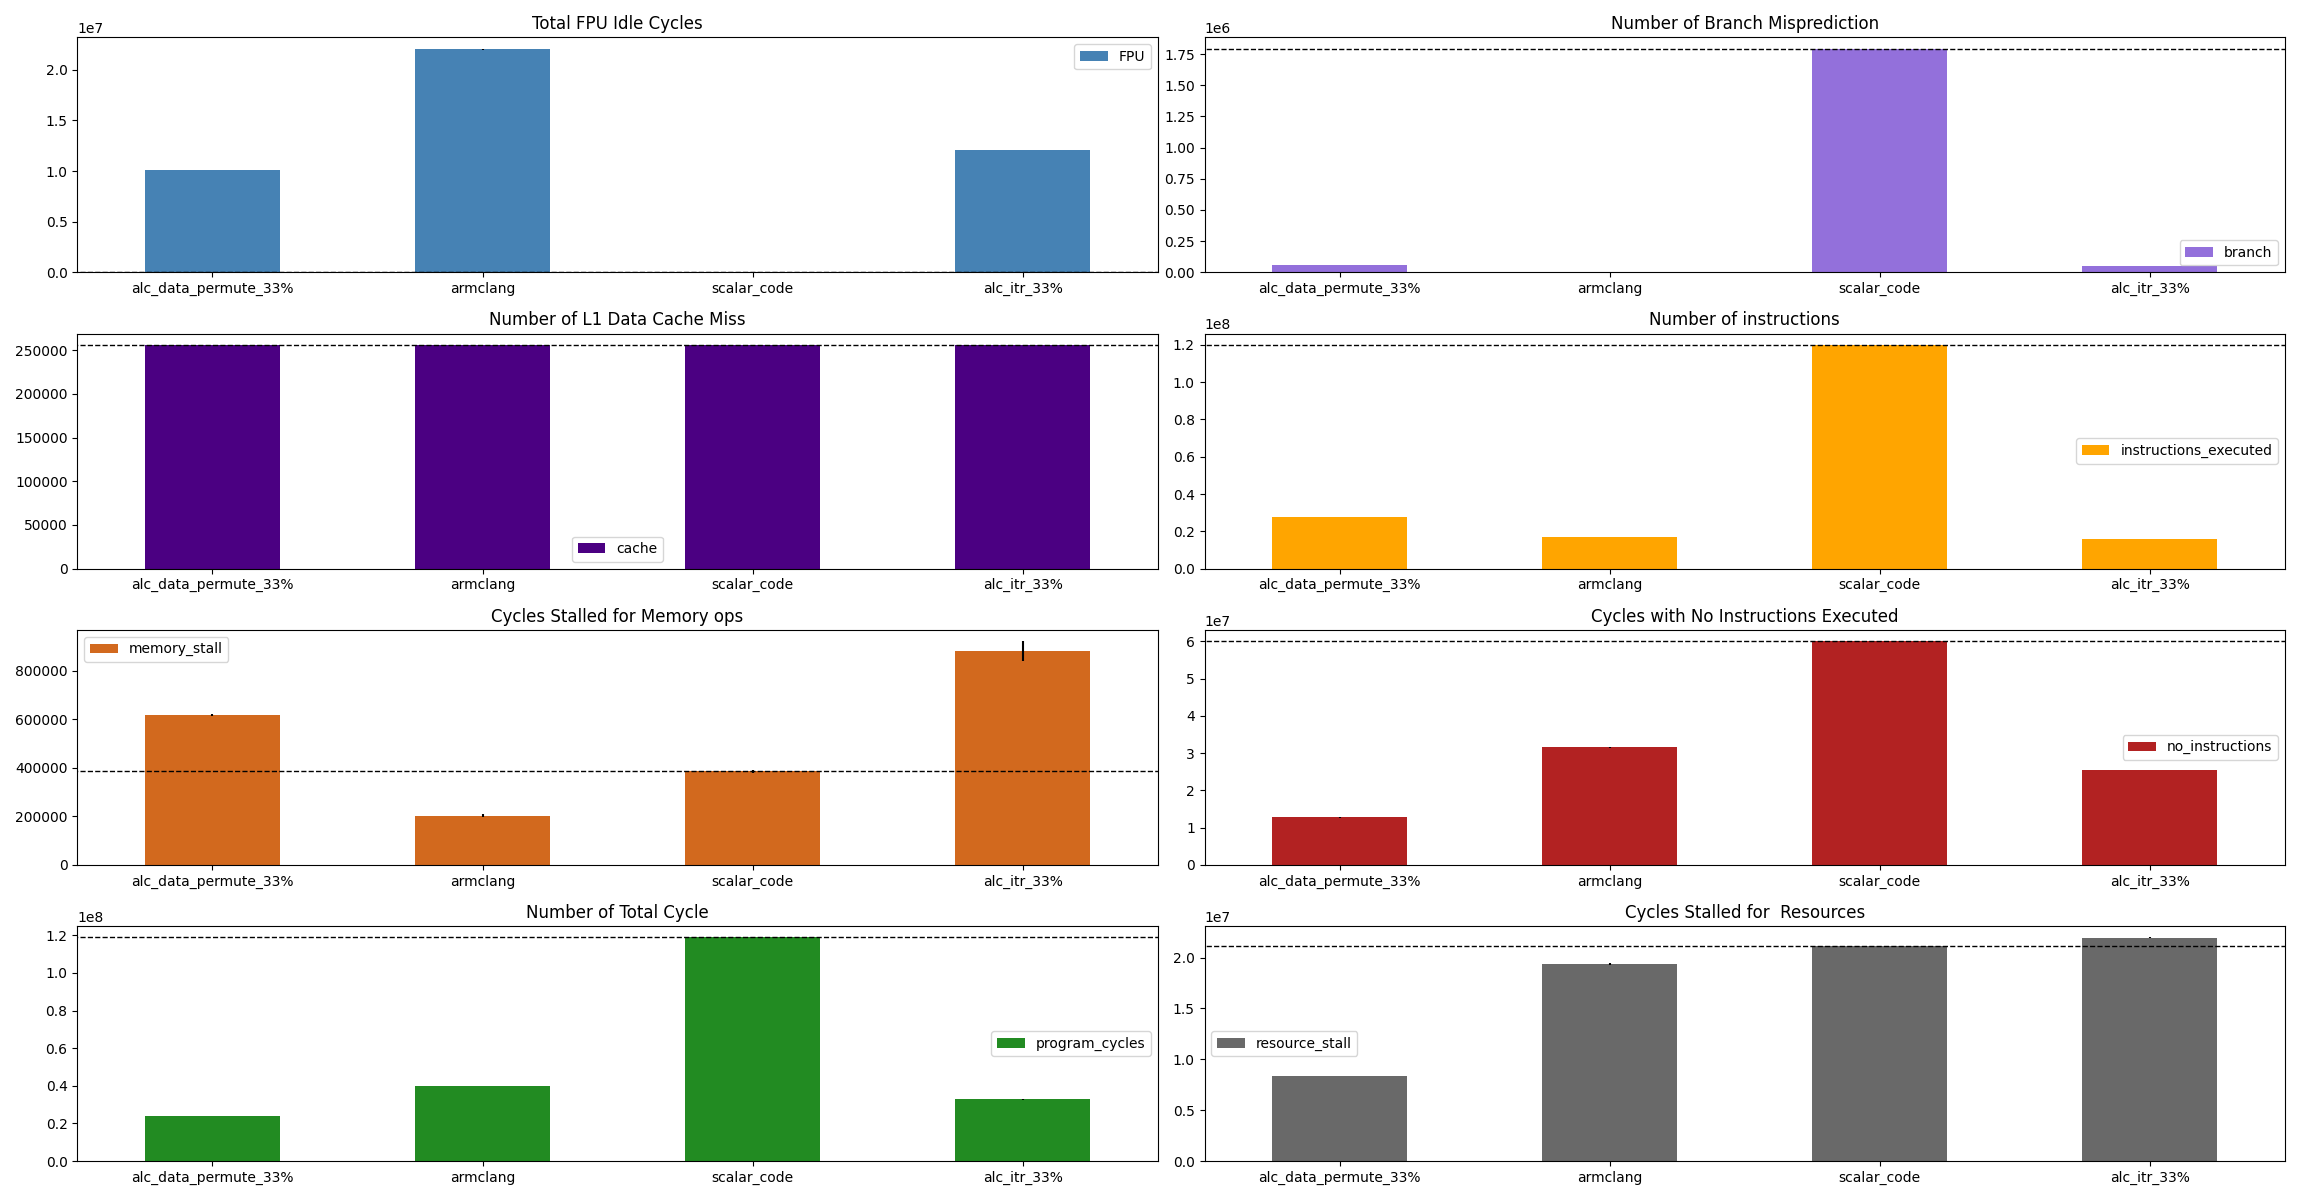 Total FPU Idle Cycles
1e7
2.0
1.5
1.0
0.5
0.0
FPU
alc_data_permute_33% armclang scalar_code alc_itr_33%
Number of Branch Misprediction
1e6
1.75
1.50
1.25
1.00
0.75
0.50
0.25
0.00
branch
alc_data_permute_33% armclang scalar_code alc_itr_33%
Number of L1 Data Cache Miss
250000
200000
150000
100000
50000
0
cache
alc_data_permute_33% armclang scalar_code alc_itr_33%
Number of instructions
1e8
1.2
1.0
0.8
0.6
0.4
0.2
0.0
instructions_executed
alc_data_permute_33% armclang scalar_code alc_itr_33%
Cycles Stalled for Memory ops
800000
600000
400000
200000
0
memory_stall
alc_data_permute_33% armclang scalar_code alc_itr_33%
Cycles with No Instructions Executed
1e7
6
5
4
3
2
1
0
no_instructions
alc_data_permute_33% armclang scalar_code alc_itr_33%
Number of Total Cycle
1e8
1.2
1.0
0.8
0.6
0.4
0.2
0.0
program_cycles
alc_data_permute_33% armclang scalar_code alc_itr_33%
Cycles Stalled for  Resources
1e7
2.0
1.5
1.0
0.5
0.0
resource_stall
alc_data_permute_33% armclang scalar_code alc_itr_33%